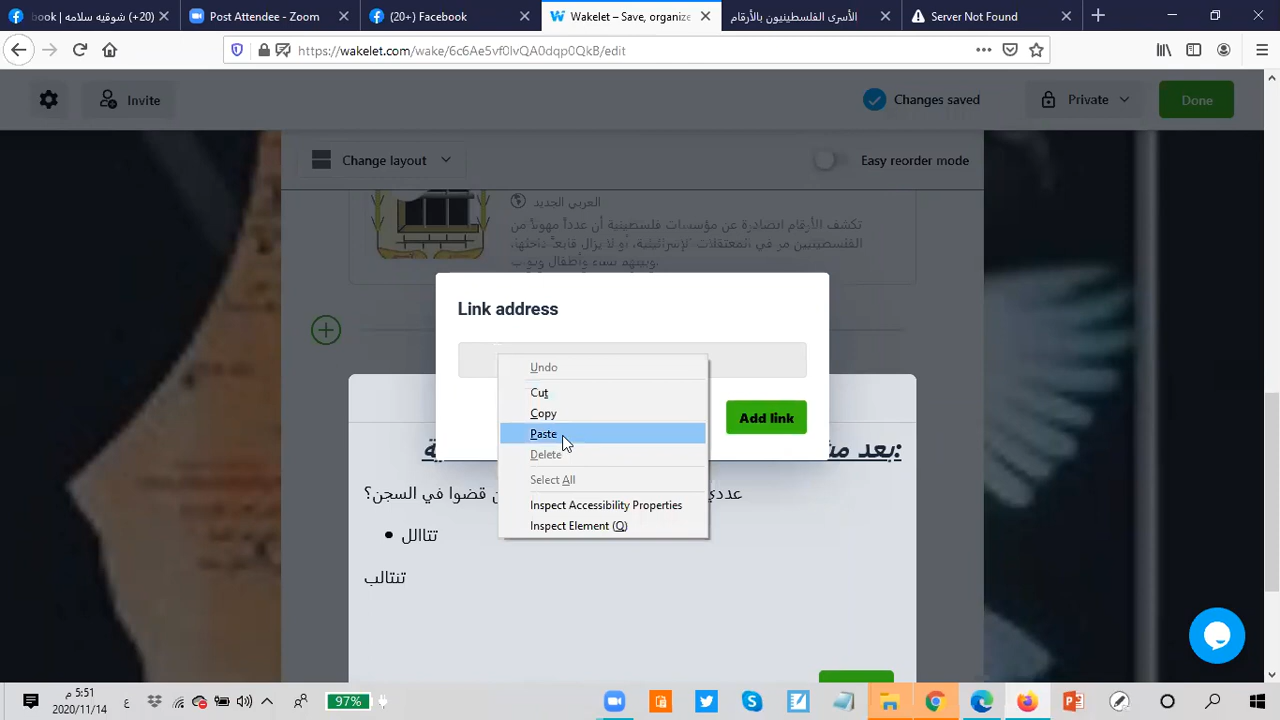 book | شوقيه سلامه (20+)
Post Attendee - Zoom
(20+) Facebook
Wakelet – Save, organize
الأسرى الفلسطينيون بالأرقام
Server Not Found
https://wakelet.com/wake/6c6Ae5vf0IvQA0dqp0QkB/edit
Invite
Changes saved
Private
Done
Change layout
Easy reorder mode
العربي الجديد
تكشف الأرقام الصادرة عن مؤسسات فلسطينية أن عدداً مهولاً من
الفلسطينيين مر في المعتقلات الإسرائيلية، أو لا يزال قابعاً داخلها،
وبينهم نساء وأطفال ونواب.
Link address
Undo
Cut
Copy
Paste
Delete
Select All
Inspect Accessibility Properties
Inspect Element (Q)
Add link
بعد
عددي
ن قضوا في السجن؟
تتاالل
تنتالب
5:51 م
2020/11/14
ع
97%